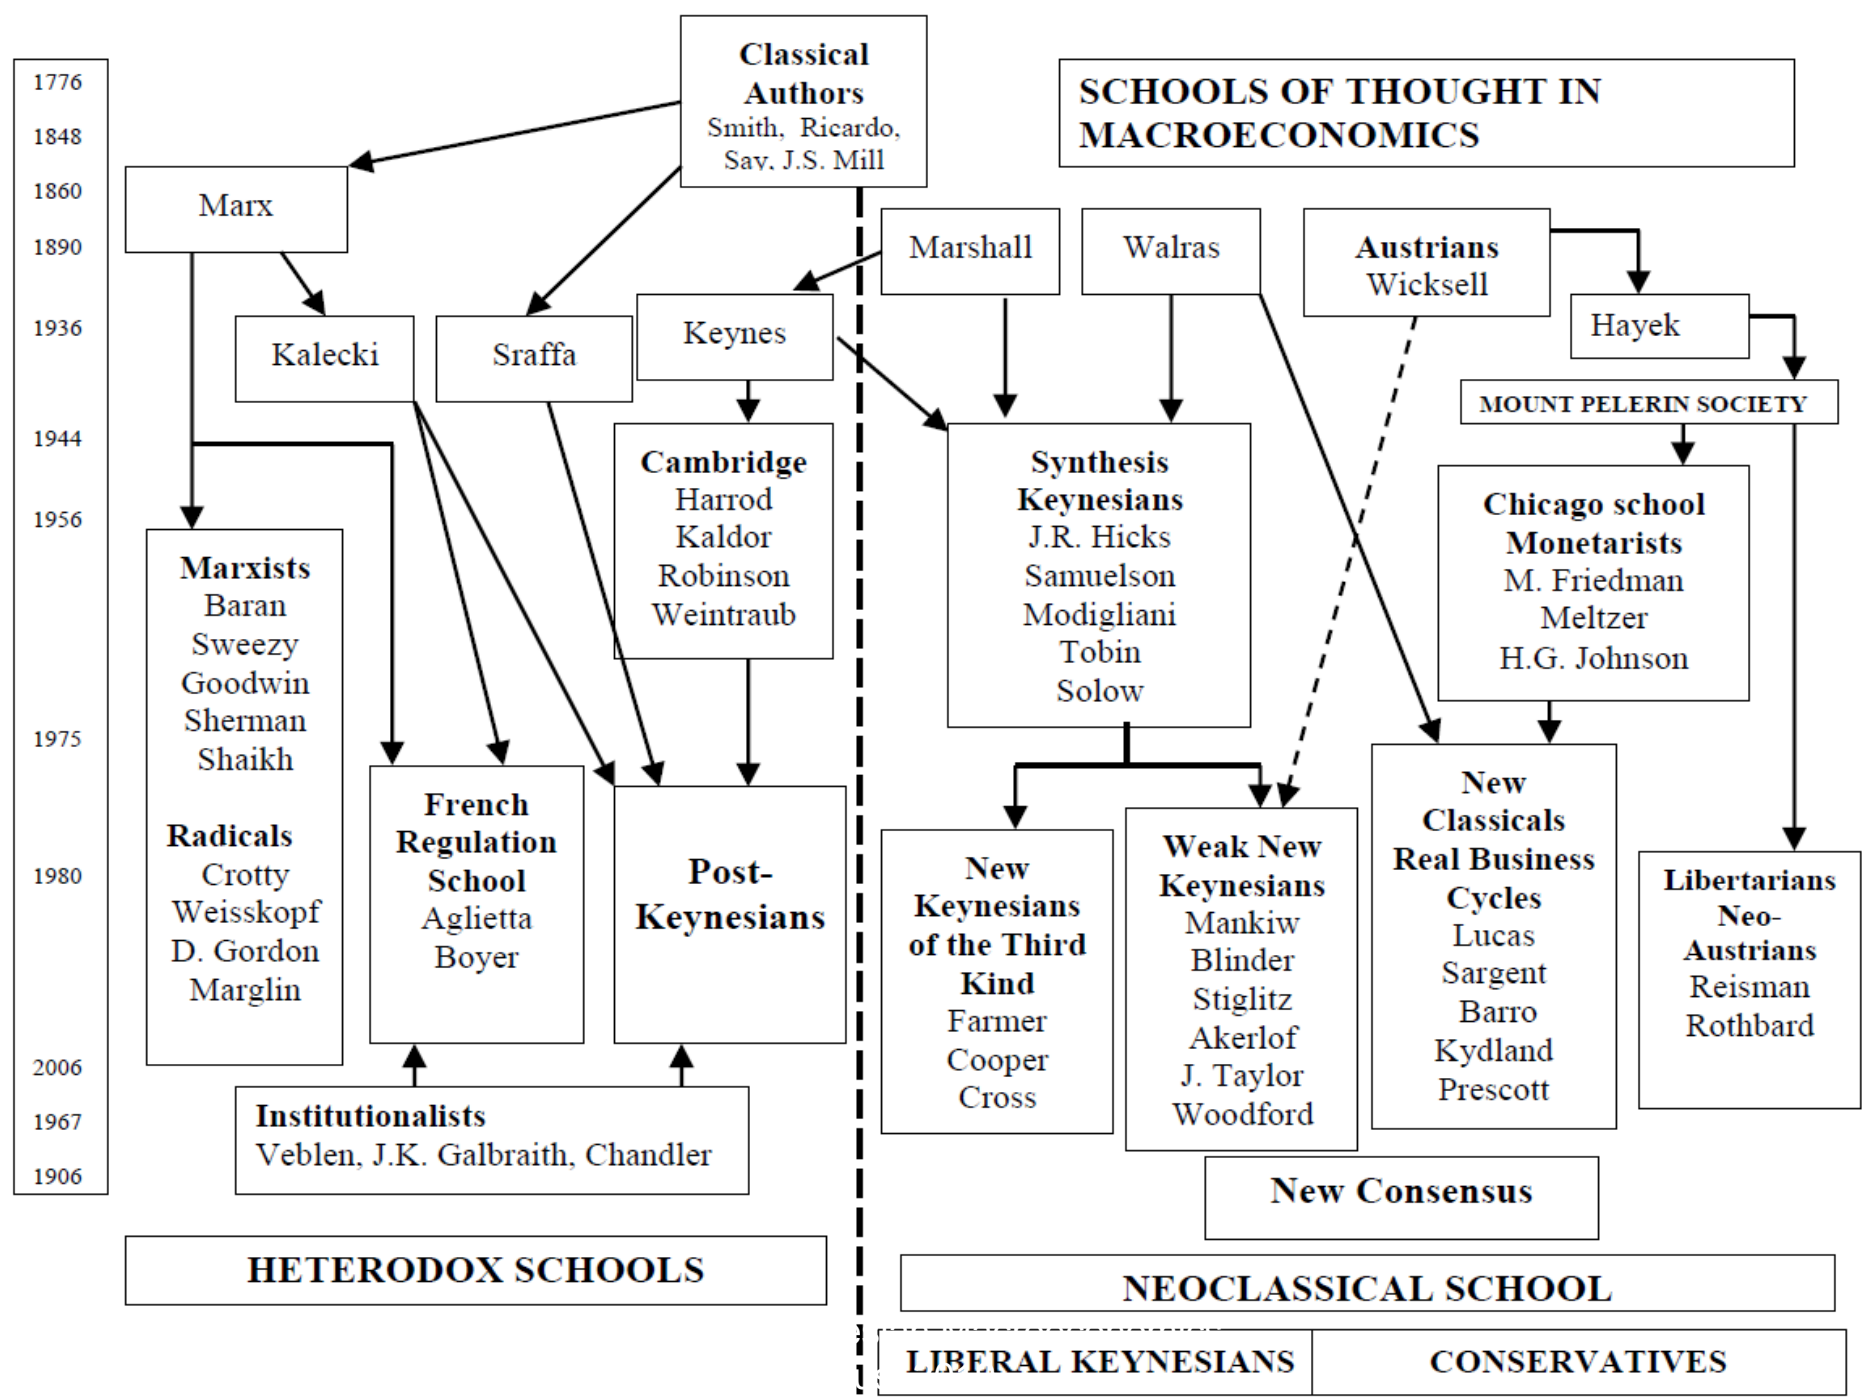 1776
1848
1860
1890
1936
1944
1956
1975
1980
2006
1967
1906
Classical
Authors
Smith, Ricardo,
Say, J.S. Mill
SCHOOLS OF THOUGHT IN
MACROECONOMICS
Marx
Marshall
Walras
Austrians
Wicksell
Hayek
Kalecki
Sraffa
Keynes
MOUNT PELERIN SOCIETY
Cambridge
Harrod
Kaldor
Robinson
Weintraub
Synthesis
Keynesians
J.R. Hicks
Samuelson
Modigliani
Tobin
Solow
Chicago school
Monetarists
M. Friedman
Meltzer
H.G. Johnson
Marxists
Baran
Sweezy
Goodwin
Sherman
Shaikh
Radicals
Crotty
Weisskopf
D. Gordon
Marglin
French
Regulation
School
Aglietta
Boyer
Post-
Keynesians
New
Keynesians
of the Third
Kind
Farmer
Cooper
Cross
Weak New
Keynesians
Mankiw
Blinder
Stiglitz
Akerlof
J. Taylor
Woodford
New
Classicals
Real Business
Cycles
Lucas
Sargent
Barro
Kydland
Prescott
Libertarians
Neo-
Austrians
Reisman
Rothbard
Institutionalists
Veblen, J.K. Galbraith, Chandler
New Consensus
HETERODOX SCHOOLS
NEOCLASSICAL SCHOOL
LIBERAL KEYNESIANS
CONSERVATIVES